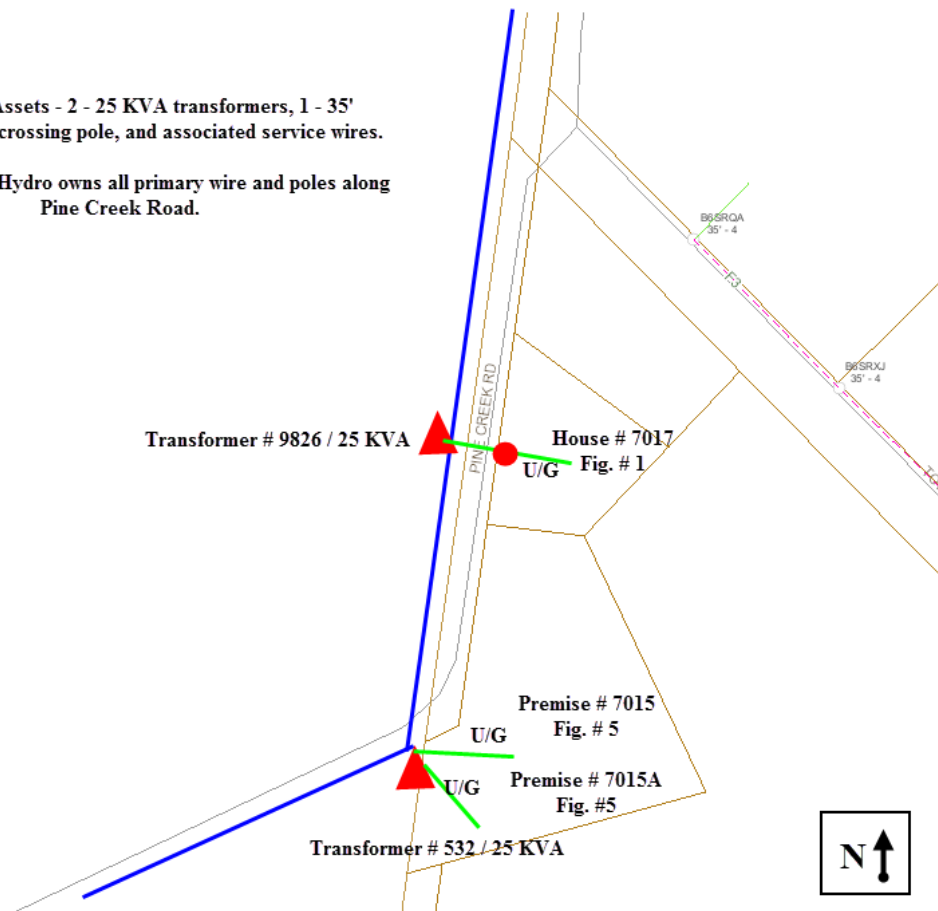 Assets - 2 - 25 KVA transformers, 1 - 35'
crossing pole, and associated service wires.
Hydro owns all primary wire and poles along
Pine Creek Road.
B6SRQA
35' - 4
F3
B6SRXJ
35' - 4
PINE CREEK RD
Transformer # 9826 / 25 KVA
House # 7017
Fig. # 1
U/G
Premise # 7015
Fig. # 5
U/G
Premise # 7015A
Fig. #5
U/G
Transformer # 532 / 25 KVA
N